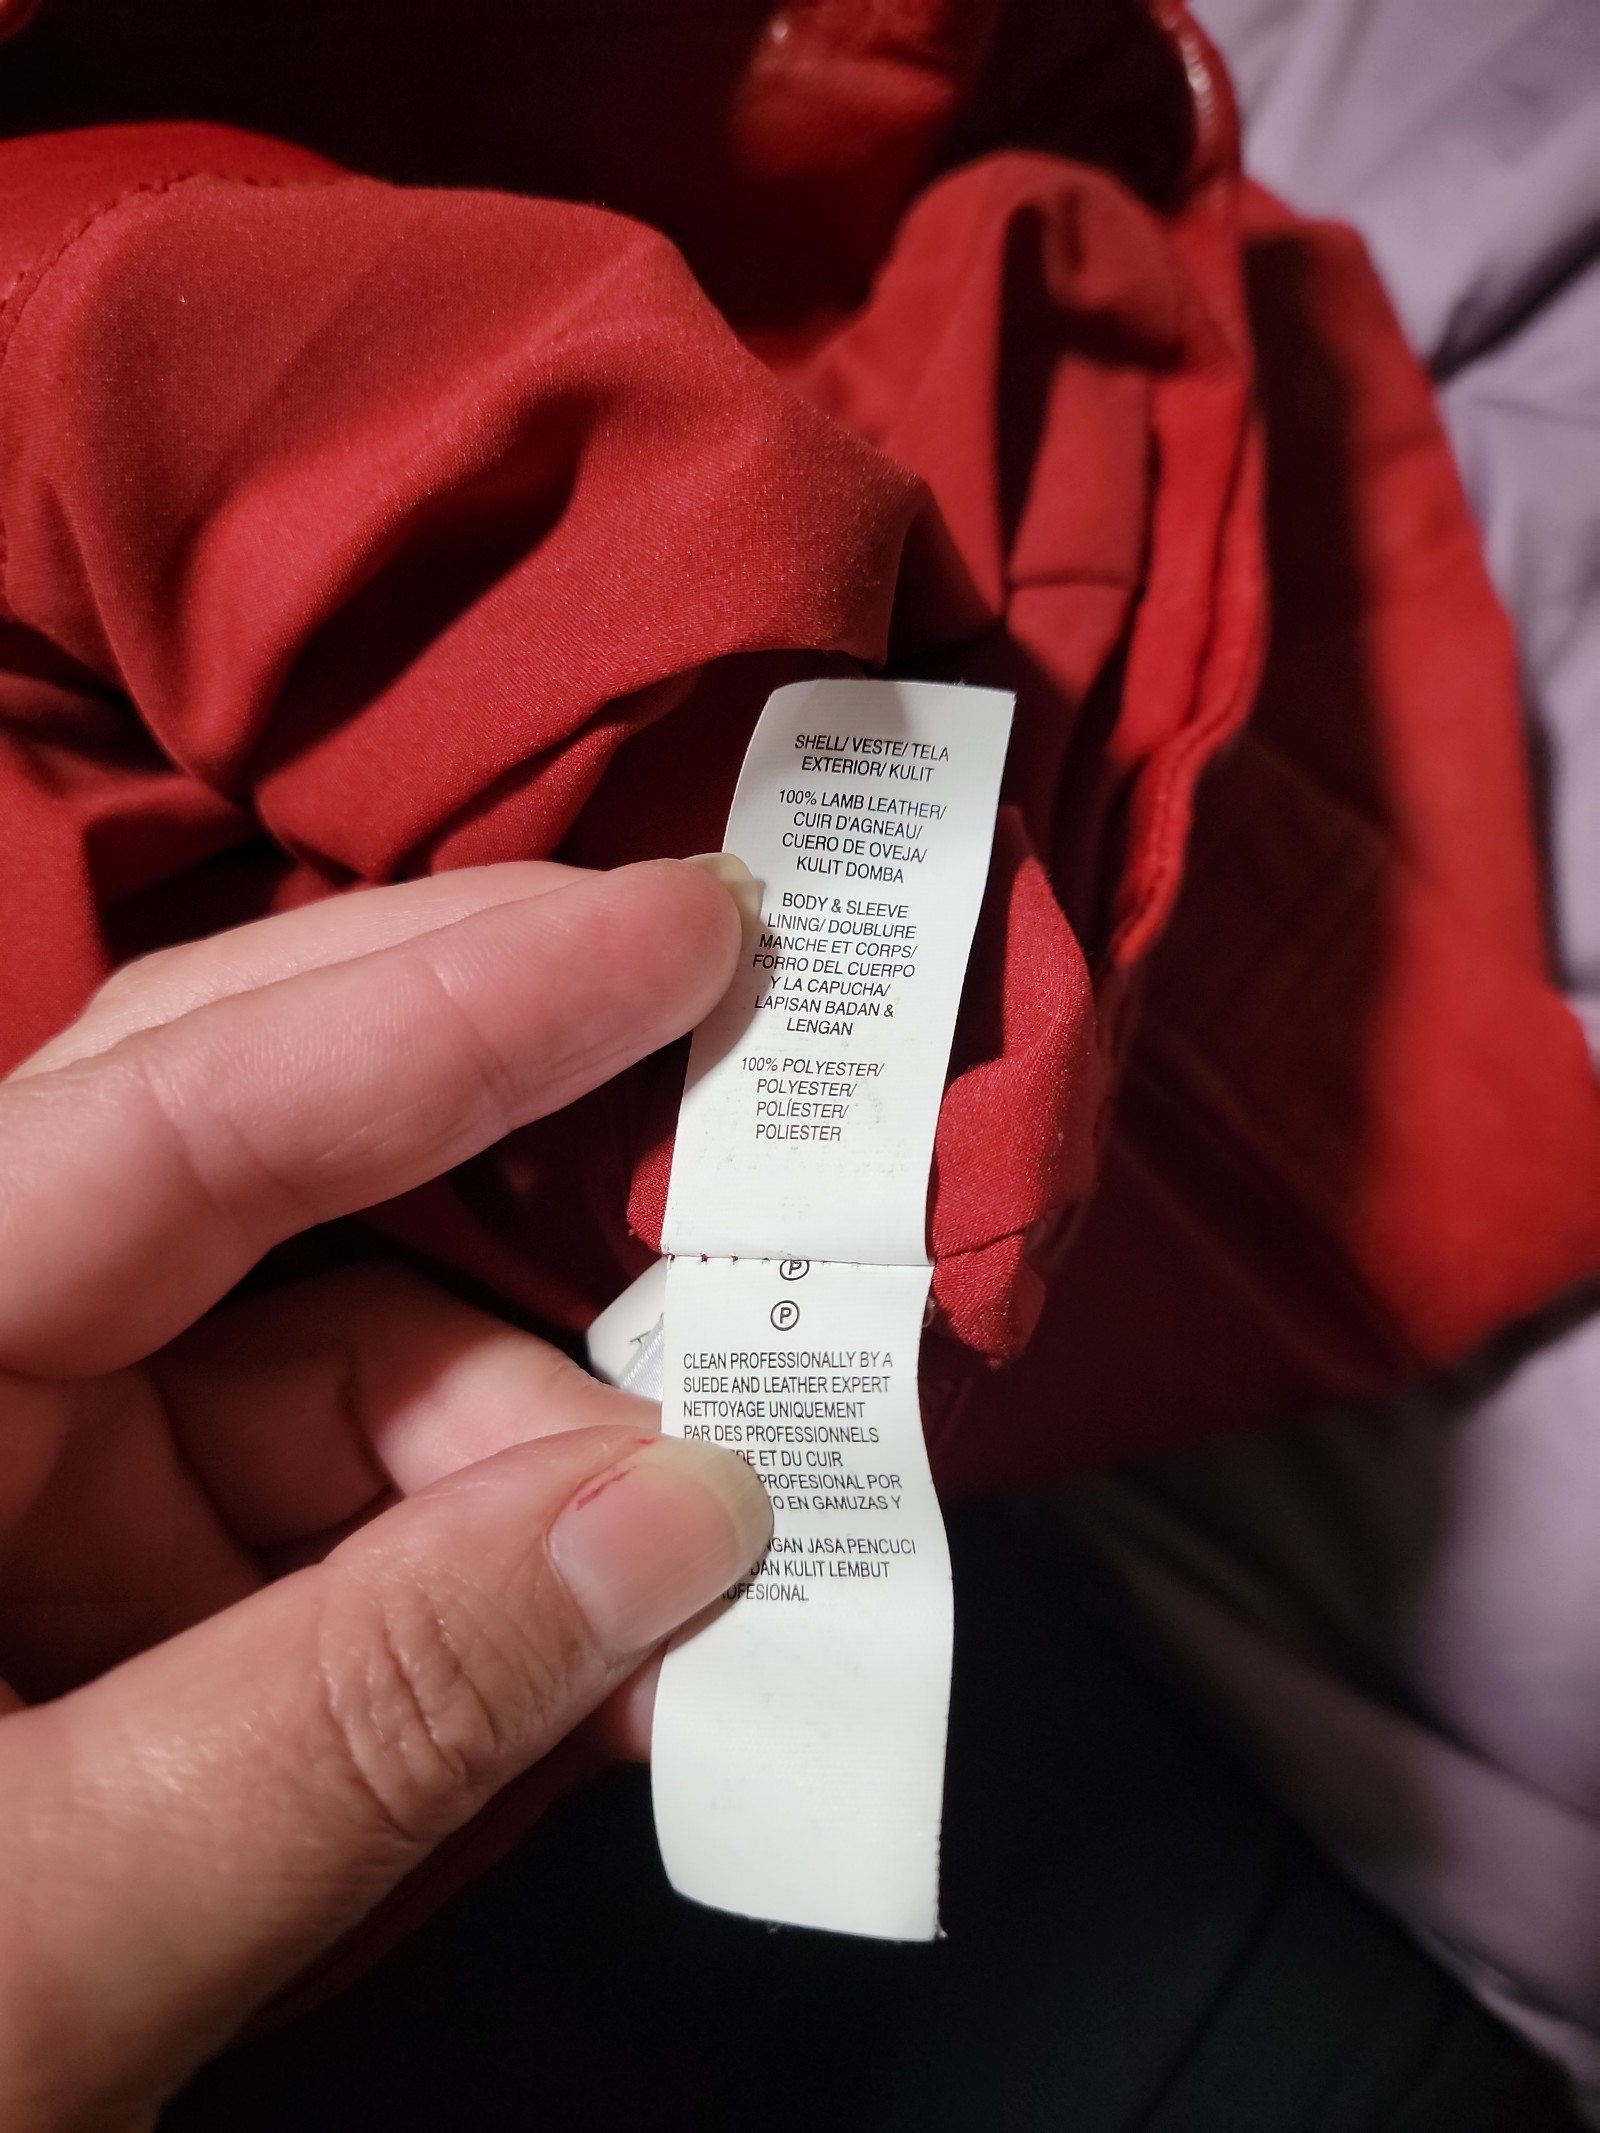 SHELL/ VESTE/ TELA
EXTERIOR/ KULIT
100% LAMB LEATHER/
CUIR D'AGNEAU/
CUERO DE OVEJA/
KULIT DOMBA
BODY & SLEEVE
LINING/ DOUBLURE
MANCHE ET CORPS/
FORRO DEL CUERPO
Y LA CAPUCHA/
LAPISAN BADAN &
LENGAN
100% POLYESTER/
POLYESTER/
POLÍESTER/
POLIESTER
P
P
CLEAN PROFESSIONALLY BY A
SUEDE AND LEATHER EXPERT
NETTOYAGE UNIQUEMENT
PAR DES PROFESSIONNELS
ET DU CUIR
PROFESIONAL POR
EN GAMUZAS Y
JASA PENCUCI
DAN KULIT LEMBUT